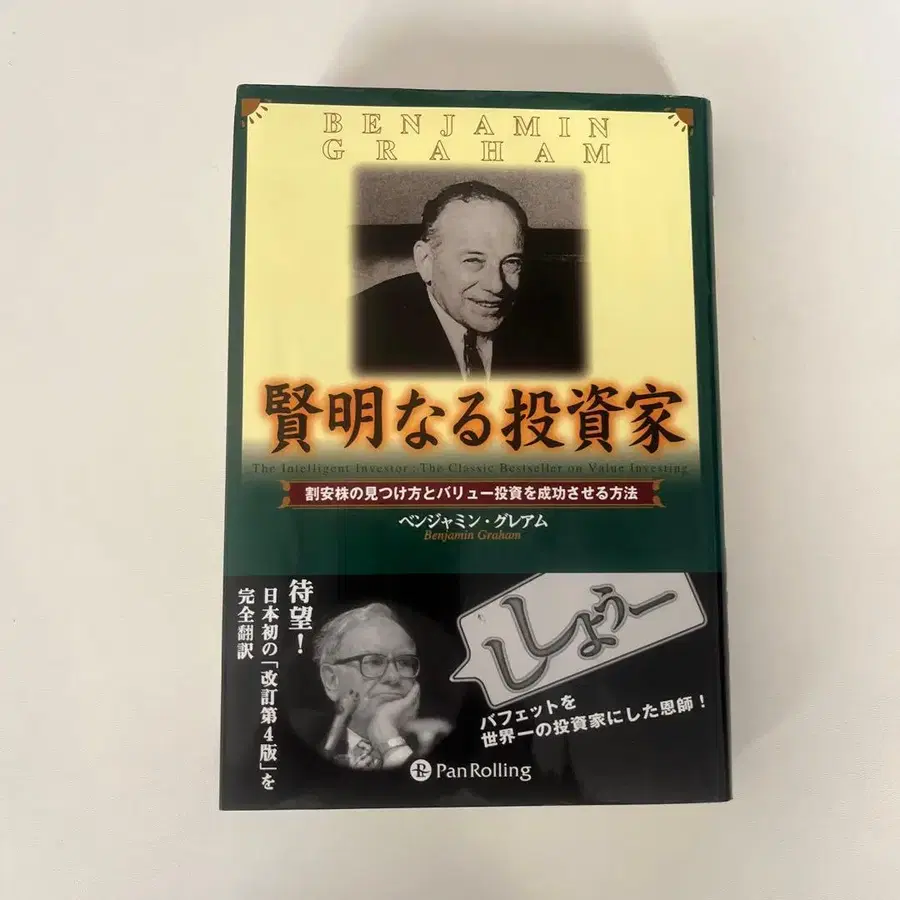 BENJAMIN
GRAHAM
賢明なる投資家
The Intelligent Investor: The Classic Bestseller on Value Investing
割安株の見つけ方とバリュー投資を成功させる方法
ベンジャミン・グレアム
Benjamin Graham
待望!
日本初の「改訂第4版」を
完全翻訳
ししょうー
バフェットを
世界一の投資家にした恩師!
PanRolling